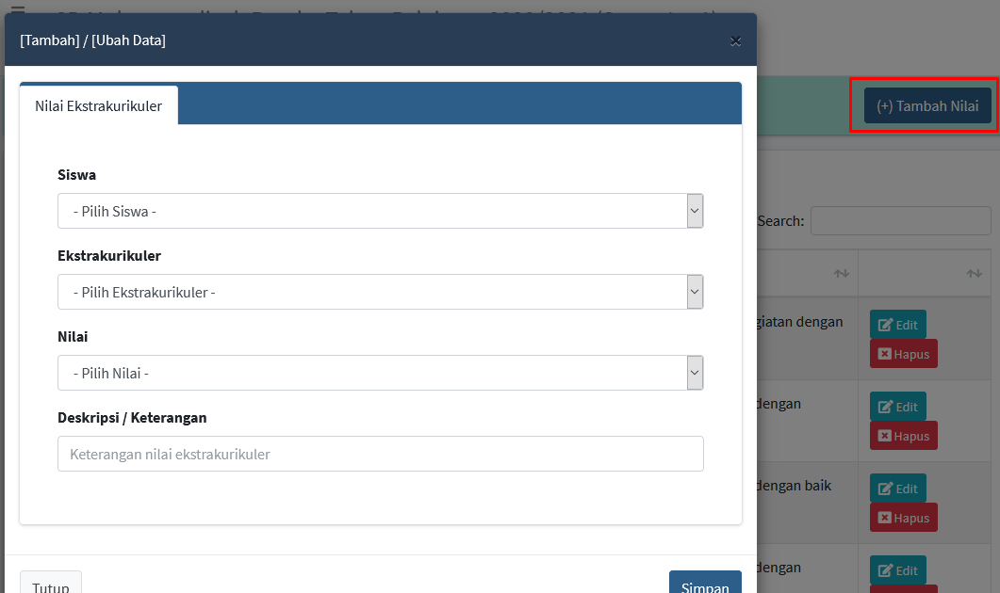 [Tambah] / [Ubah Data]
×
(+) Tambah Nilai
Nilai Ekstrakurikuler
Siswa
- Pilih Siswa -
Search:
Ekstrakurikuler
- Pilih Ekstrakurikuler -
giatan dengan
Edit
Hapus
Nilai
- Pilih Nilai -
dengan
Edit
Hapus
Deskripsi / Keterangan
Keterangan nilai ekstrakurikuler
dengan baik
Edit
Hapus
dengan
Edit
Tutup
Simpan